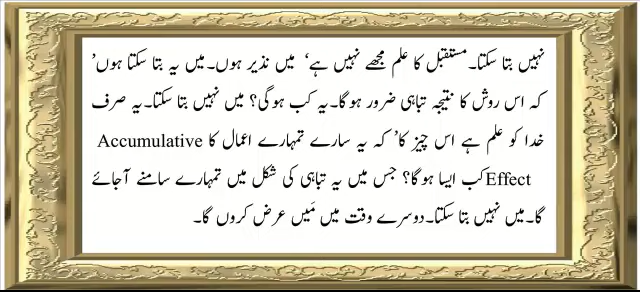 نہیں بتا سکتا۔مستقبل کا علم مجھے نہیں ہے‘ میں نذیر ہوں۔میں یہ بتا سکتا ہوں’
کہ اس روش کا نتیجہ تباہی ضرور ہوگا۔یہ کب ہوگی؟ میں نہیں بتا سکتا۔یہ صرف
خدا کو علم ہے اس چیز کا’ کہ یہ سارے تمہارے اعمال کا Accumulative
Effect کب ایسا ہوگا؟ جس میں یہ تباہی کی شکل میں تمہارے سامنے آجائے
گا۔میں نہیں بتا سکتا۔دوسرے وقت میں مَیں عرض کروں گا۔